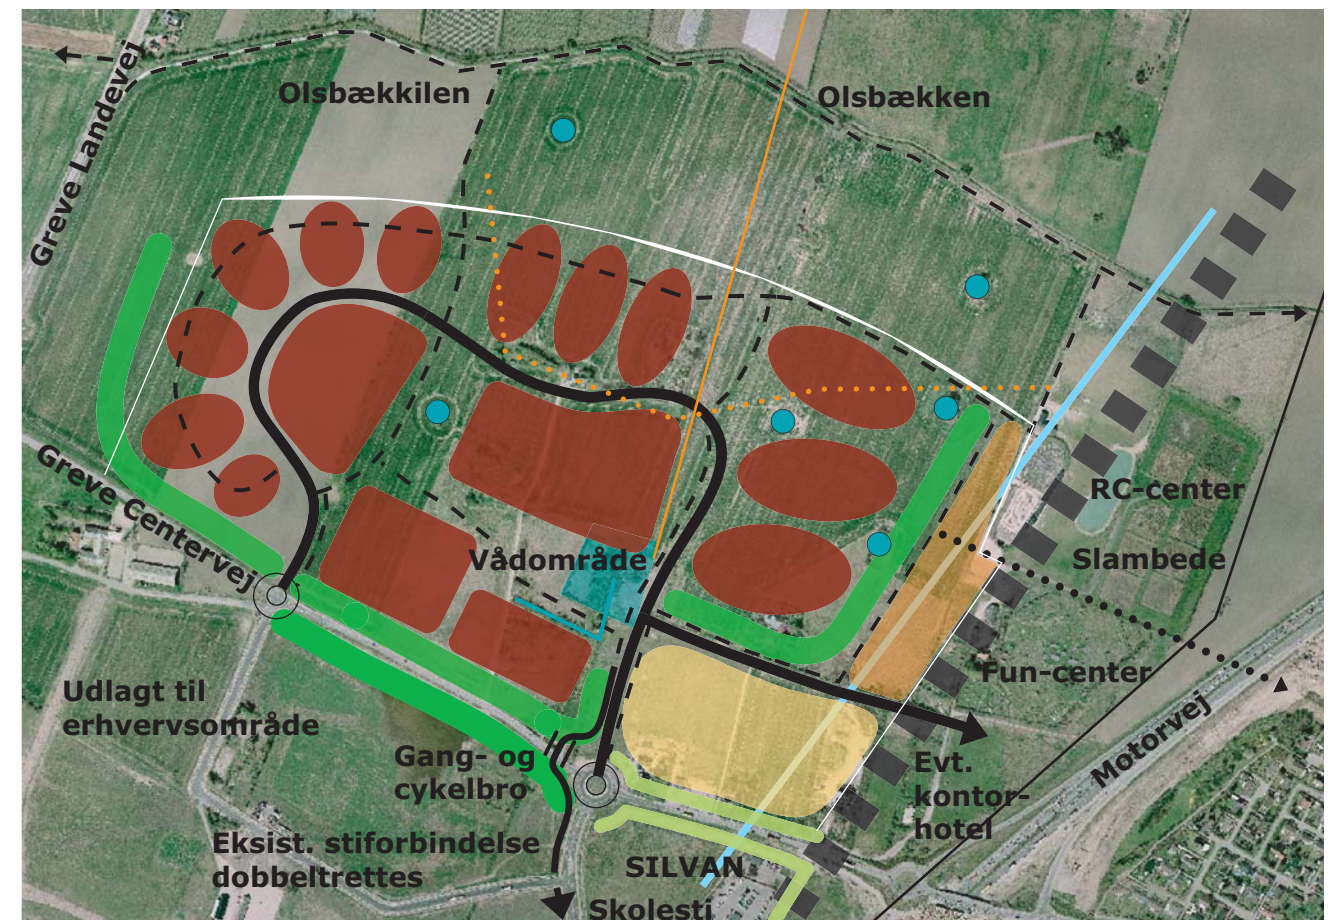 Olsbækkilen
Olsbækken
Greve Landevej
Greve Centervej
RC-center
Vådområde
Slambede
Fun-center
Udlagt til
erhvervsområde
Motorvej
Gang- og
cykelbro
Evt.
kontor-
hotel
Eksist. stiforbindelse
dobbeltrettes
SILVAN
Skolesti